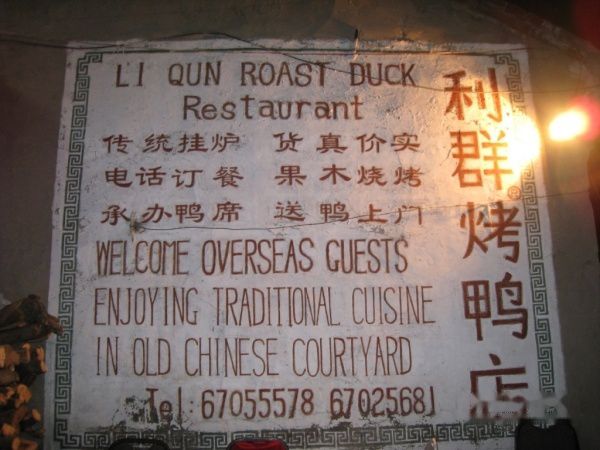 LI QUN ROAST DUCK
Restaurant
传统挂炉 货真价实
电话订餐 果木烧烤
承办鸭席 送鸭上门
WELCOME OVERSEAS GUESTS
ENJOYING TRADITIONAL CUISINE
IN OLD CHINESE COURTYARD
Tel: 67055578 67025681
利群烤鸭店